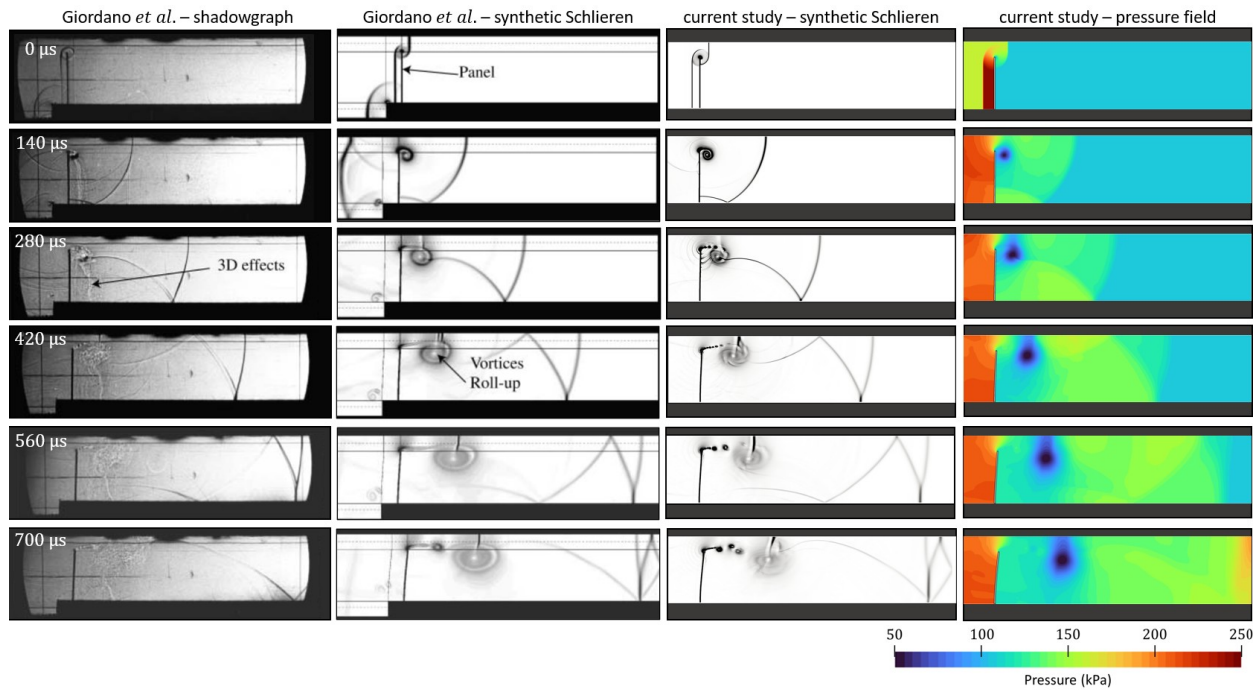 Giordano et al. – shadowgraph
Giordano et al. – synthetic Schlieren
current study – synthetic Schlieren
current study – pressure field
0 μs
Panel
140 μs
280 μs
3D effects
420 μs
Vortices
Roll-up
560 μs
700 μs
50 100 150 200 250
Pressure (kPa)